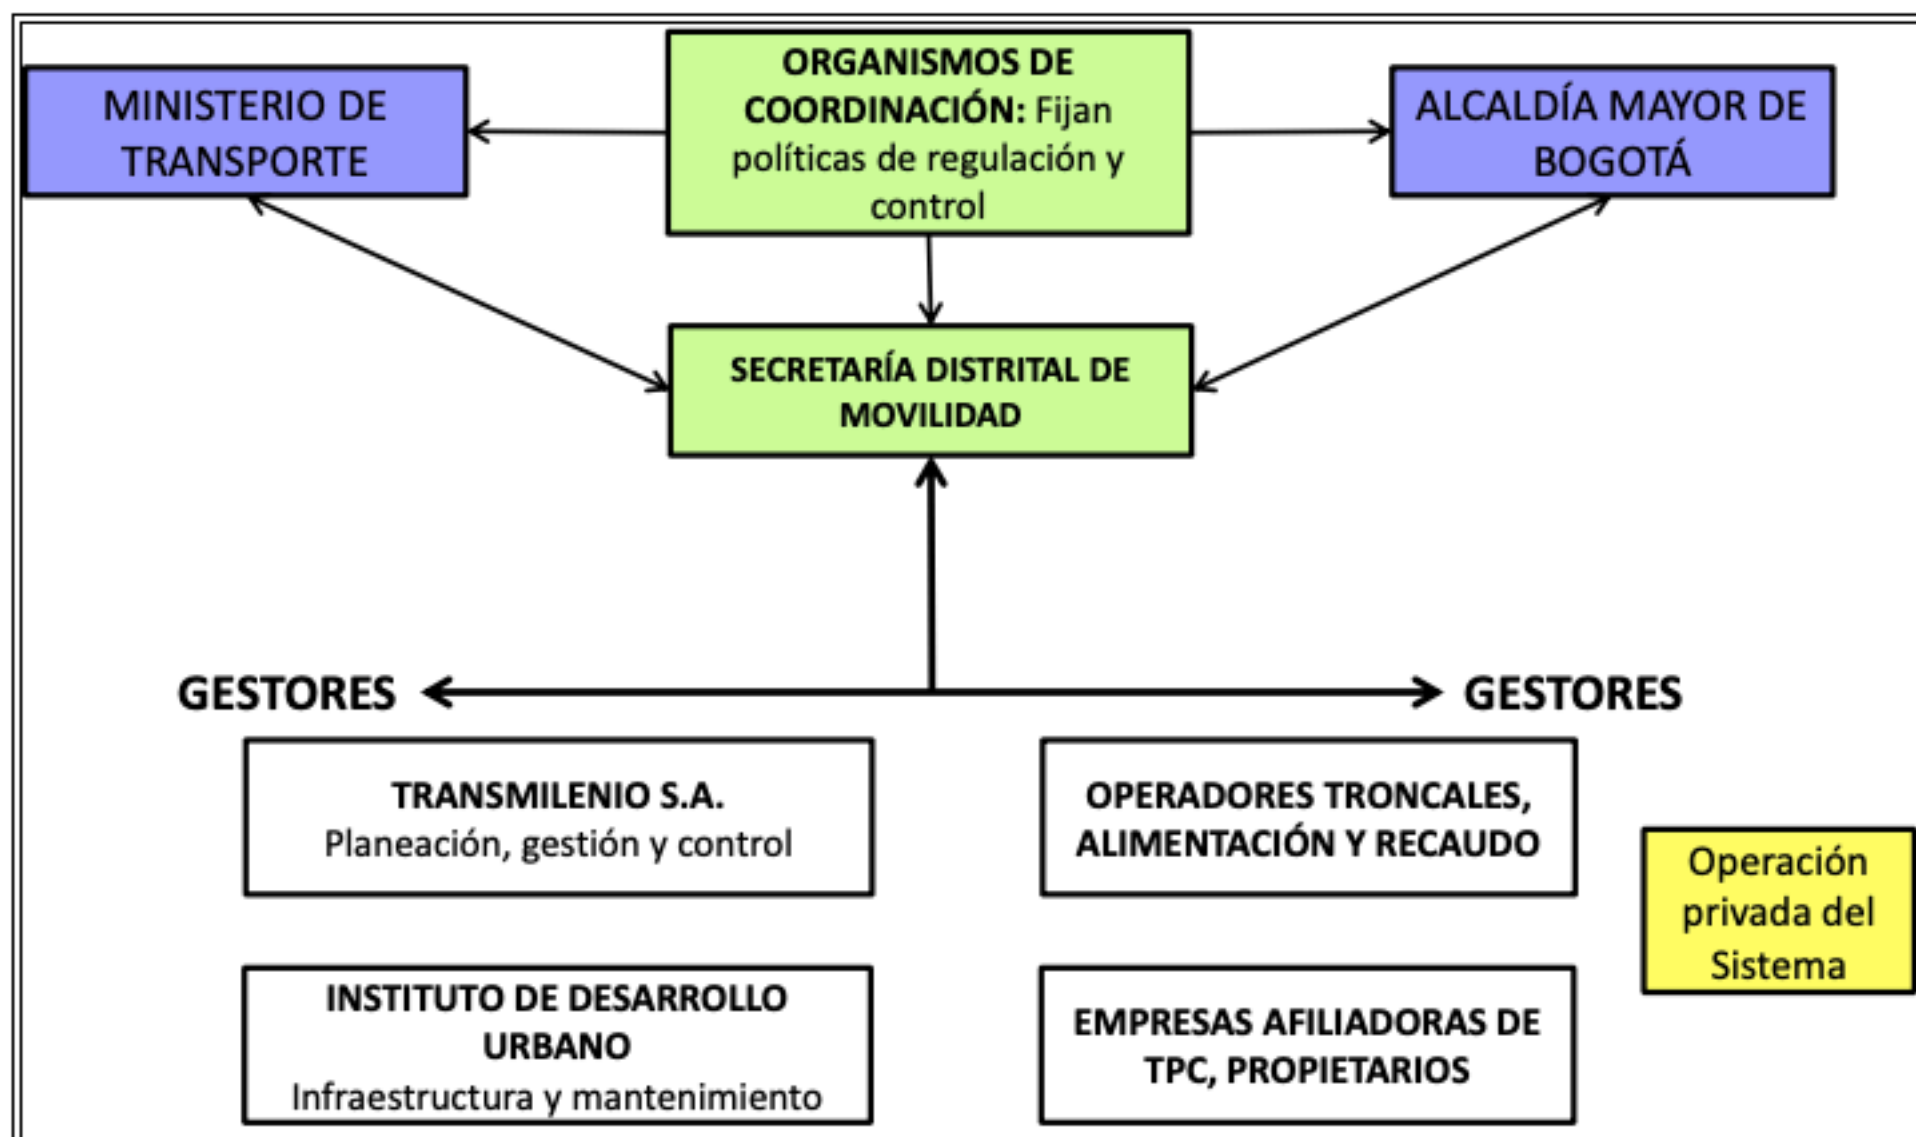 MINISTERIO DE
TRANSPORTE
ORGANISMOS DE
COORDINACIÓN: Fijan
políticas de regulación y
control
ALCALDÍA MAYOR DE
BOGOTÁ
SECRETARÍA DISTRITAL DE
MOVILIDAD
GESTORES
GESTORES
TRANSMILENIO S.A.
Planeación, gestión y control
OPERADORES TRONCALES,
ALIMENTACIÓN Y RECAUDO
Operación
privada del
Sistema
INSTITUTO DE DESARROLLO
URBANO
Infraestructura y mantenimiento
EMPRESAS AFILIADORAS DE
TPC, PROPIETARIOS